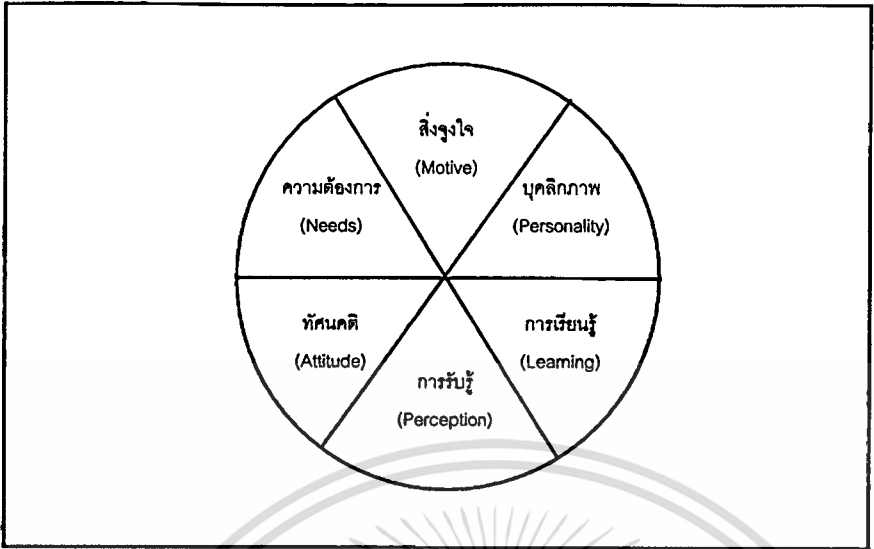 สิ่งจูงใจ
(Motive)
บุคลิกภาพ
(Personality)
การเรียนรู้
(Learning)
การรับรู้
(Perception)
ทัศนคติ
(Attitude)
ความต้องการ
(Needs)